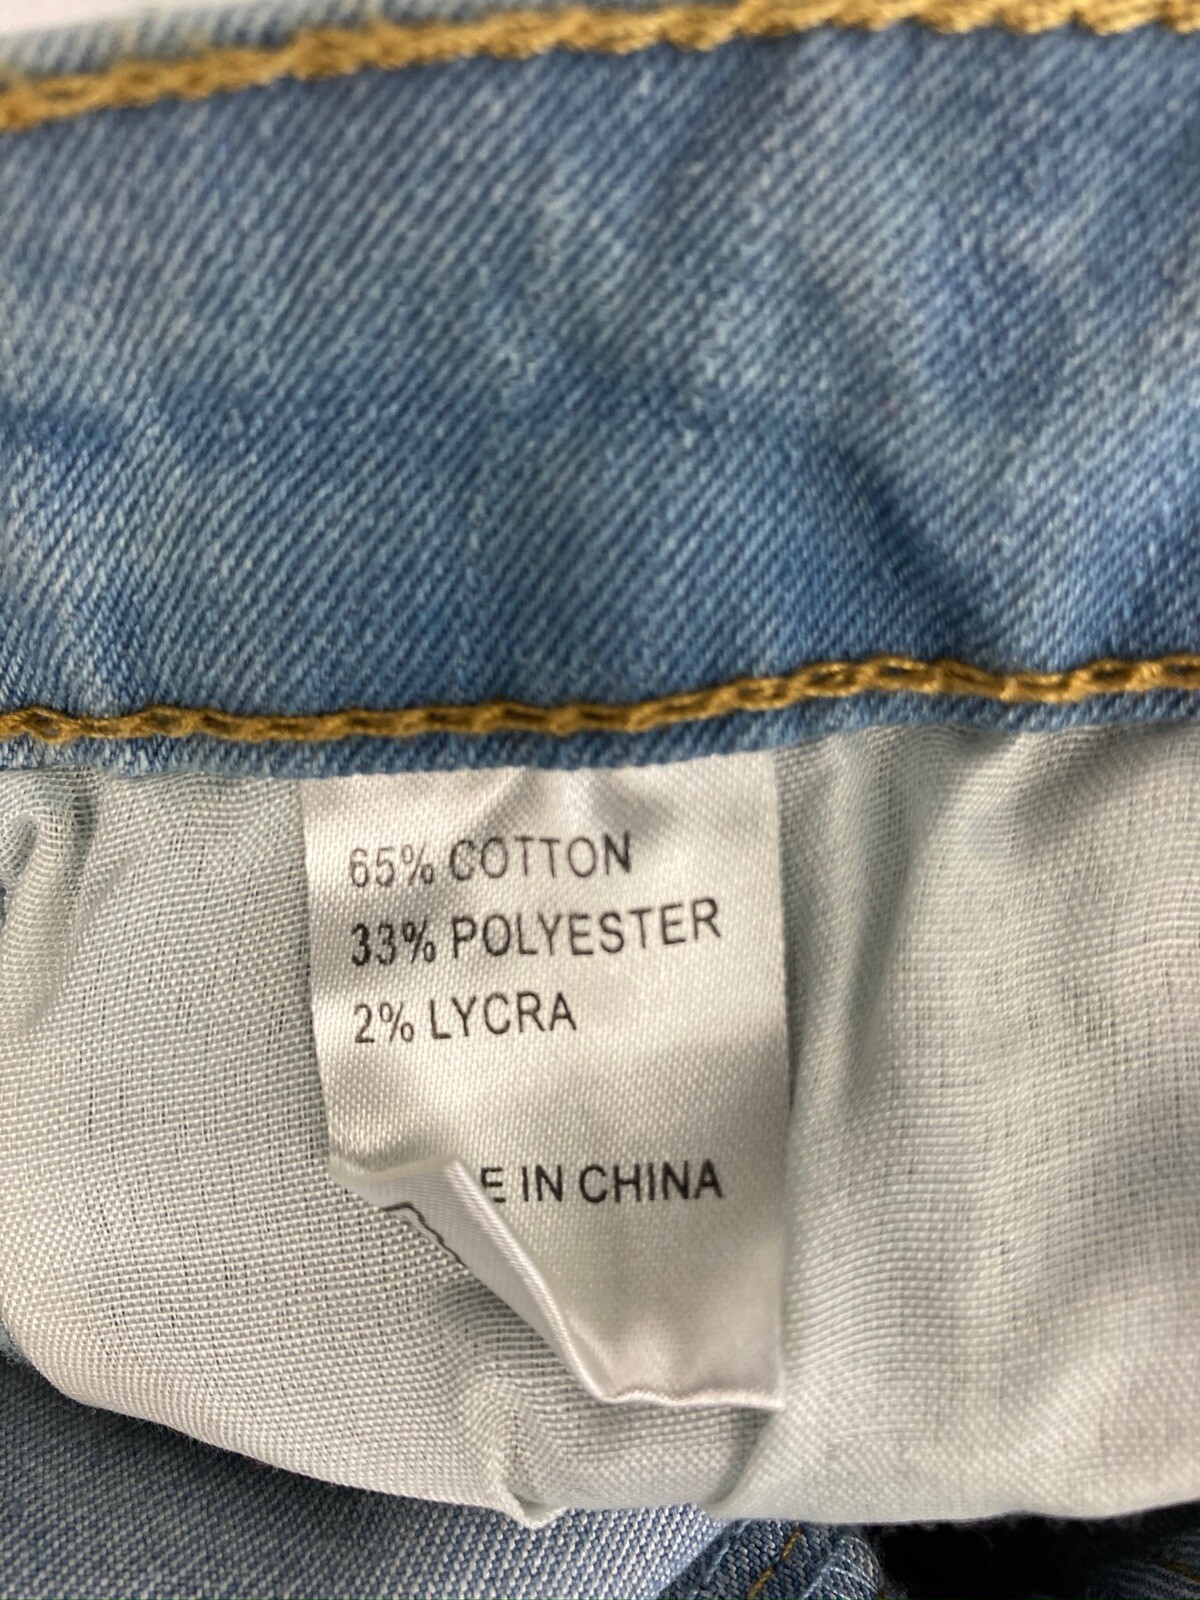 65% COTTON
33% POLYESTER
2% LYCRA
E IN CHINA